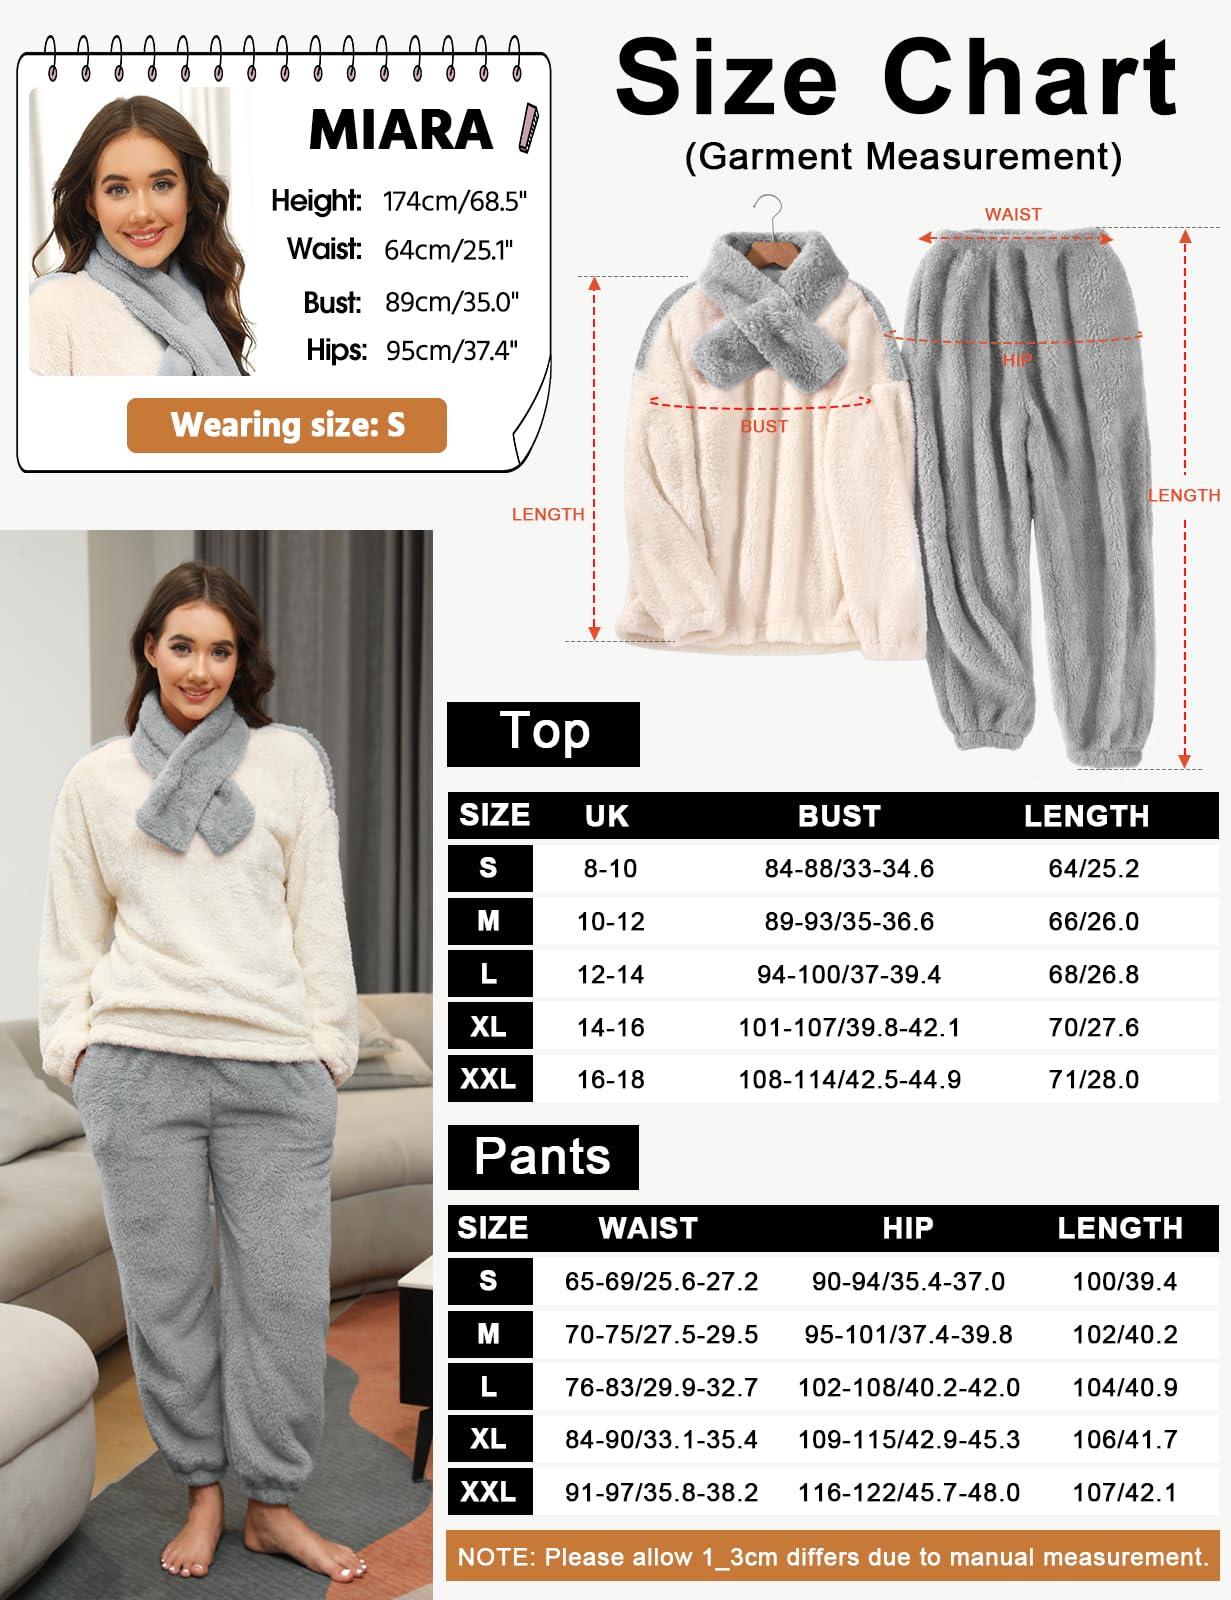 MIARA
Height: 174cm/68.5"
Waist: 64cm/25.1"
Bust: 89cm/35.0"
Hips: 95cm/37.4"
Wearing size: S
Size Chart
(Garment Measurement)
WAIST
HIP
BUST
LENGTH
LENGTH
Top
SIZE UK BUST LENGTH
S 8-10 84-88/33-34.6 64/25.2
M 10-12 89-93/35-36.6 66/26.0
L 12-14 94-100/37-39.4 68/26.8
XL 14-16 101-107/39.8-42.1 70/27.6
XXL 16-18 108-114/42.5-44.9 71/28.0
Pants
SIZE WAIST HIP LENGTH
S 65-69/25.6-27.2 90-94/35.4-37.0 100/39.4
M 70-75/27.5-29.5 95-101/37.4-39.8 102/40.2
L 76-83/29.9-32.7 102-108/40.2-42.0 104/40.9
XL 84-90/33.1-35.4 109-115/42.9-45.3 106/41.7
XXL 91-97/35.8-38.2 116-122/45.7-48.0 107/42.1
NOTE: Please allow 1_3cm differs due to manual measurement.